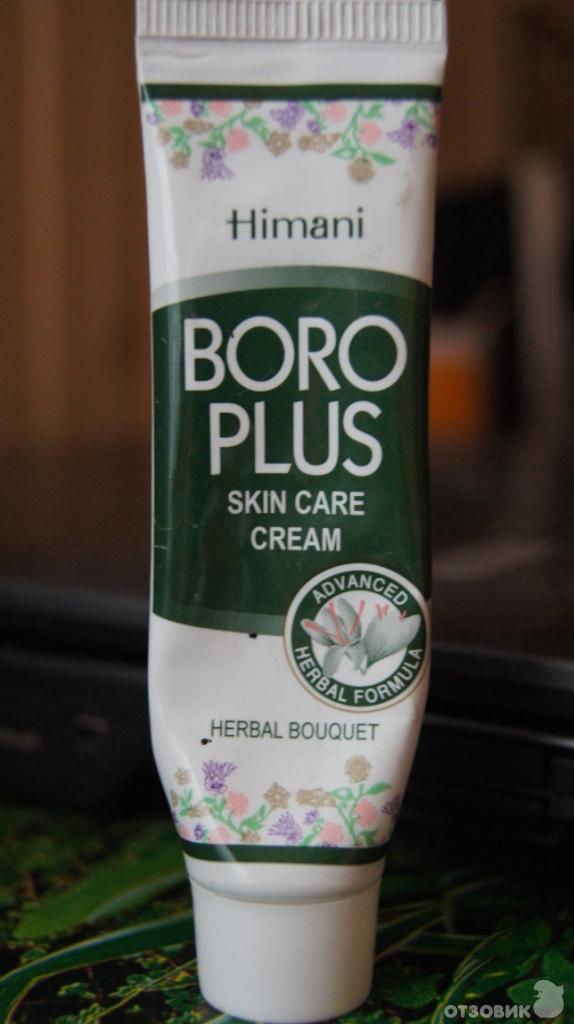 Himani
BORO
PLUS
SKIN CARE
CREAM
ADVANCED
HERBAL FORMULA
HERBAL BOUQUET
ОТЗОВИК